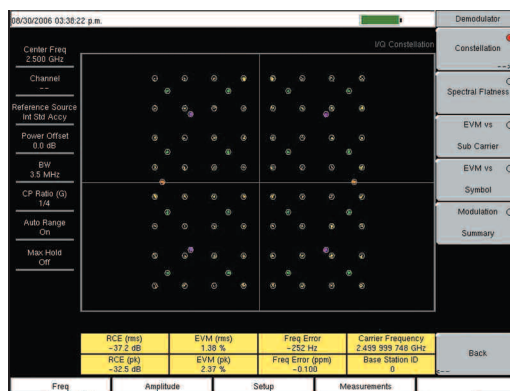 08/30/2006 03:38:22 p.m.
Demodulator
I/Q Constellation
Center Freq
2.500 GHz
Channel
--
Reference Source
Int Std Accy
Power Offset
0.0 dB
BW
3.5 MHz
CP Ratio (G)
1/4
Auto Range
On
Max Hold
Off
Constellation
-->
Spectral Flatness
EVM vs
Sub Carrier
EVM vs
Symbol
Modulation
Summary
Back
<--
RCE (rms)
-37.2 dB
EVM (rms)
1.38 %
Freq Error
-252 Hz
Carrier Frequency
2.499 999 748 GHz
RCE (pk)
-32.5 dB
EVM (pk)
2.37 %
Freq Error (ppm)
-0.100
Base Station ID
0
Freq
Amplitude
Setup
Measurements